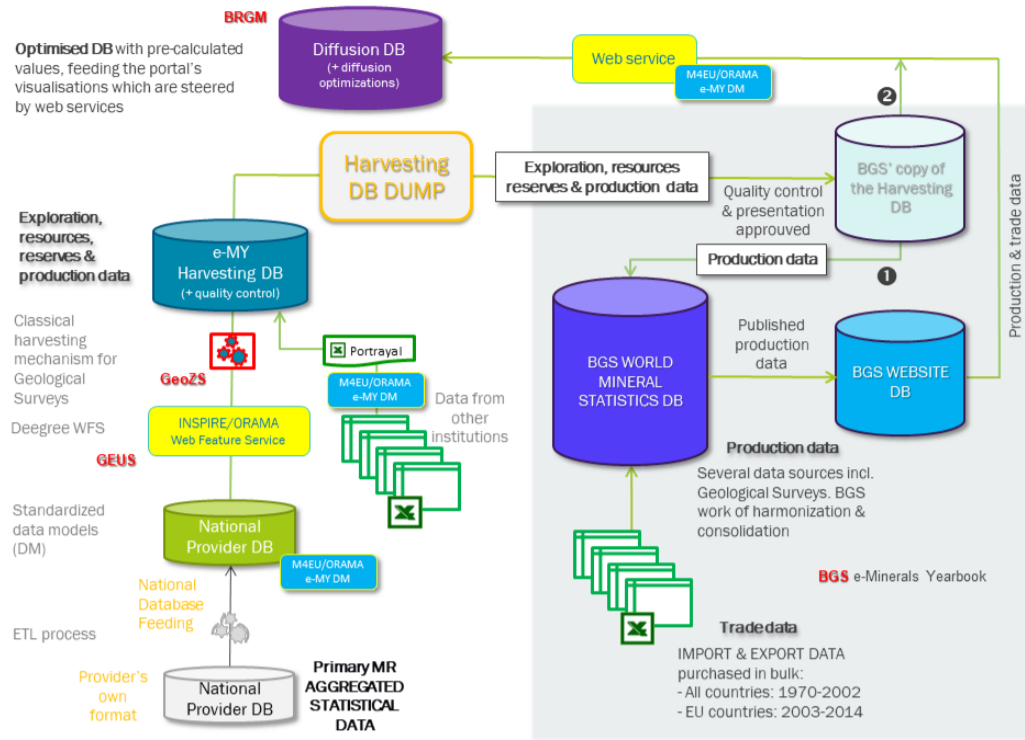 BRGM
Optimised DB with pre-calculated
values, feeding the portal's
visualisations which are steered
by web services
Diffusion DB
(+ diffusion
optimizations)
Web service
M4EU/ORAMA
e-MY DM
❷
Harvesting
DB DUMP
Exploration, resources
reserves & production data
Quality control
& presentation
approuved
BGS' copy of
the Harvesting
DB
Production & trade data
Exploration,
resources,
reserves &
production data
e-MY
Harvesting DB
(+ quality control)
Production data
❶
Classical
harvesting
mechanism for
Geological
Surveys
GeoZS
Portrayal
M4EU/ORAMA
e-MY DM
Data from
other
institutions
BGS WORLD
MINERAL
STATISTICS DB
Published
production
data
BGS WEBSITE
DB
Deegree WFS
INSPIRE/ORAMA
Web Feature Service
GEUS
Production data
Several data sources incl.
Geological Surveys. BGS
work of harmonization &
consolidation
Standardized
data models
(DM)
National
Provider DB
M4EU/ORAMA
e-MY DM
BGS e-Minerals Yearbook
National
Database
Feeding
ETL process
Trade data
IMPORT & EXPORT DATA
purchased in bulk:
- All countries: 1970-2002
- EU countries: 2003-2014
Provider's
own
format
National
Provider DB
Primary MR
AGGREGATED
STATISTICAL
DATA